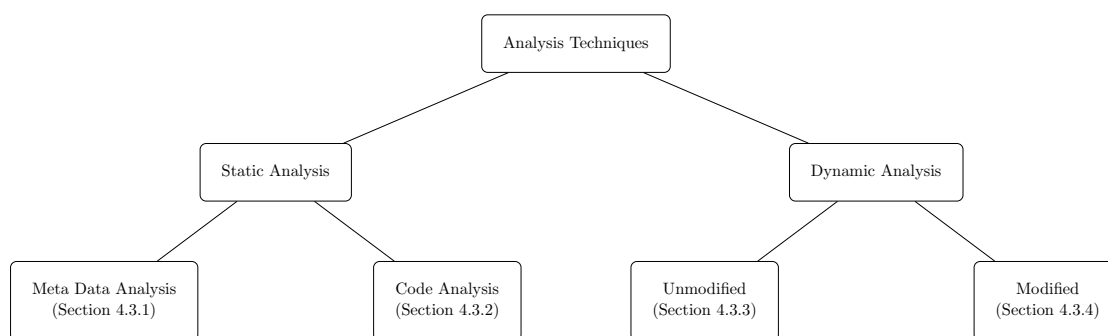 Analysis Techniques
Static Analysis
Dynamic Analysis
Meta Data Analysis
(Section 4.3.1)
Code Analysis
(Section 4.3.2)
Unmodified
(Section 4.3.3)
Modified
(Section 4.3.4)